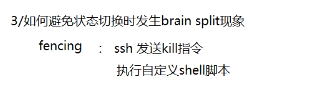 3/如何避免状态切换时发生brain split现象
fencing : ssh 发送kill指令
执行自定义shell脚本